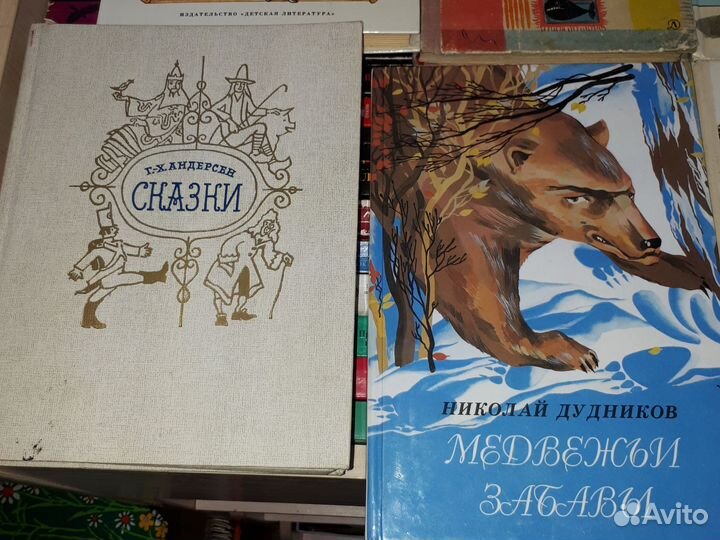 ИЗДАТЕЛЬСТВО «ДЕТСКАЯ ЛИТЕРАТУРА»
Г.-Х. АНДЕРСЕН
СКАЗКИ
НИКОЛАЙ ДУДНИКОВ
МЕДВЕЖЬИ
ЗАБАВЫ
Avito